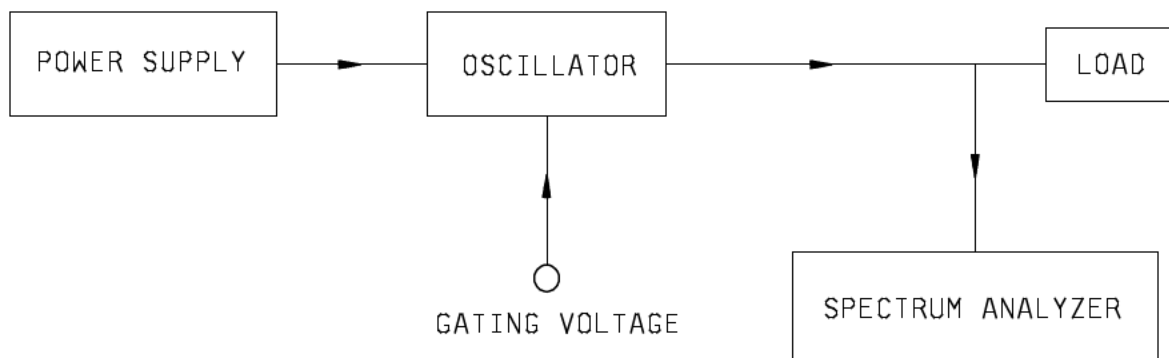 POWER SUPPLY
OSCILLATOR
LOAD
GATING VOLTAGE
SPECTRUM ANALYZER